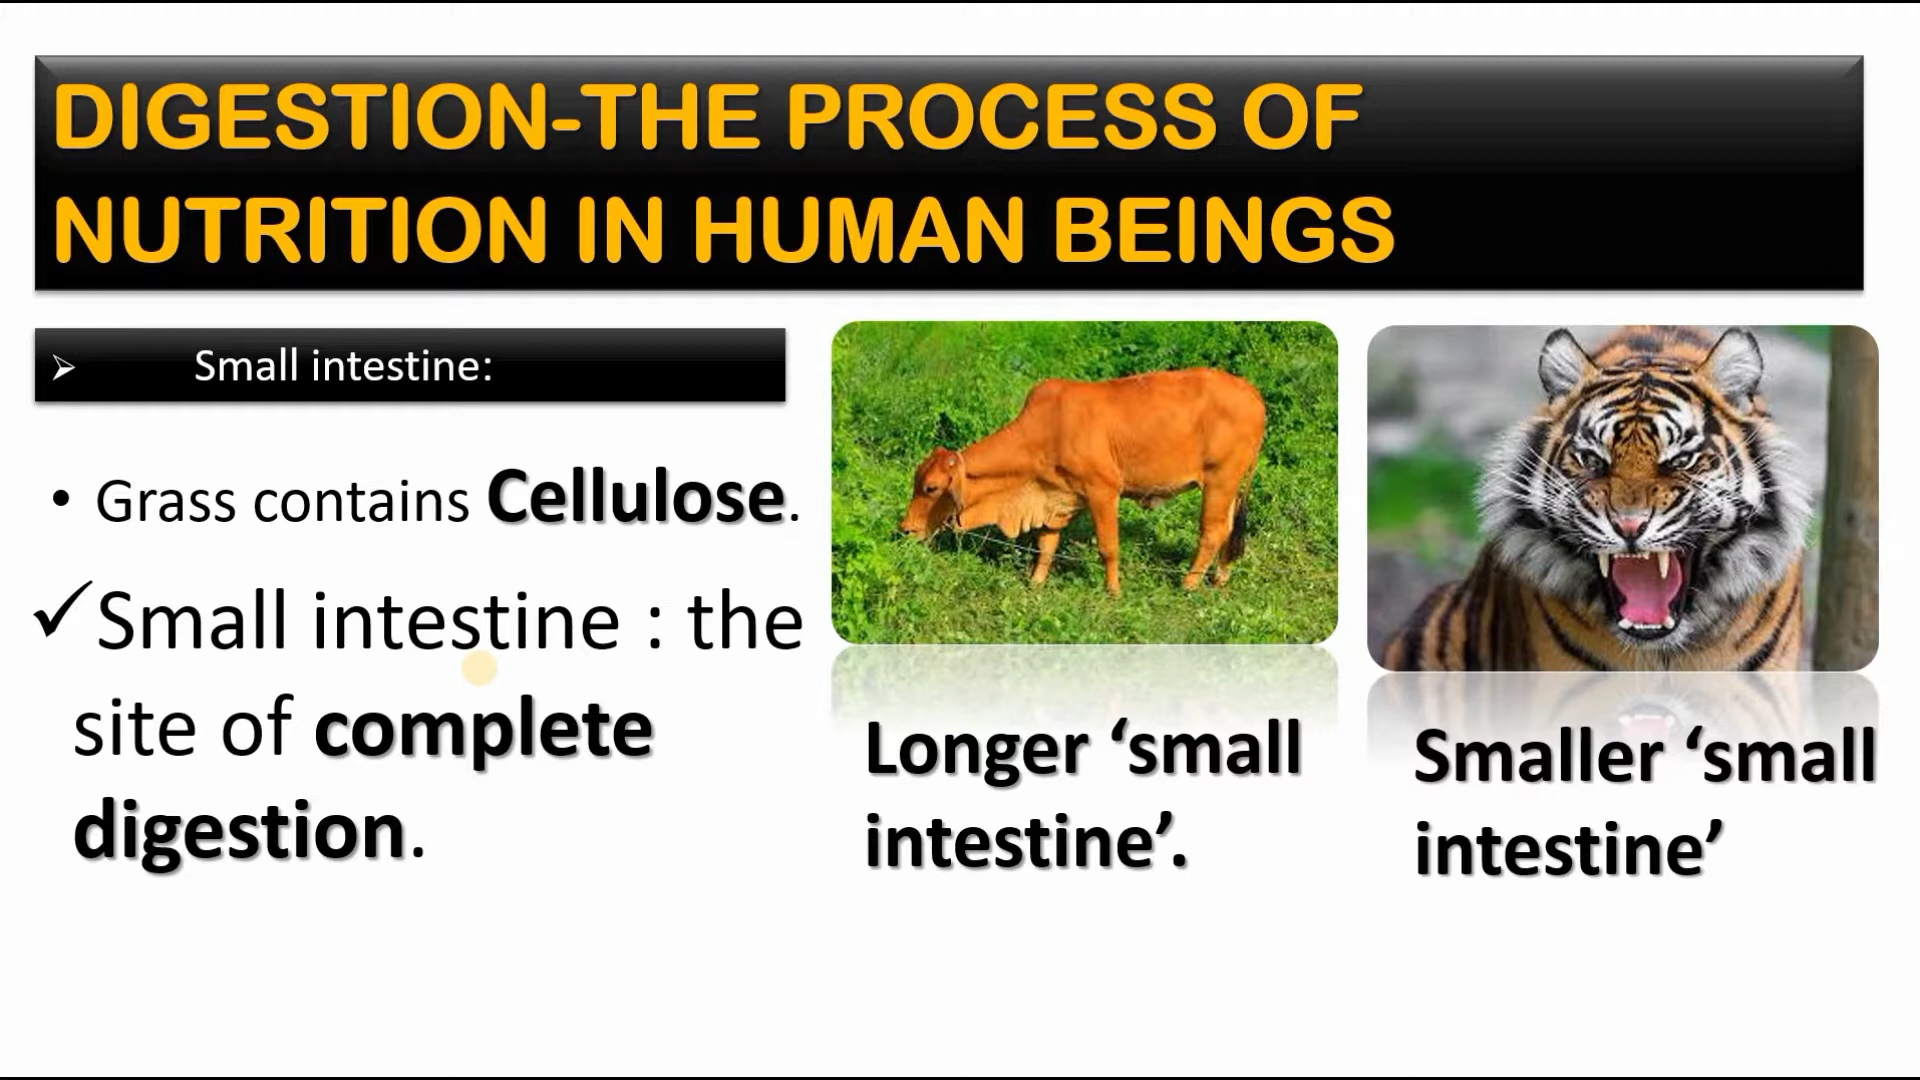 DIGESTION-THE PROCESS OF
NUTRITION IN HUMAN BEINGS
➢ Small intestine:
• Grass contains Cellulose.
✓Small intestine : the
site of complete
digestion.
Longer ‘small
intestine’.
Smaller ‘small
intestine’